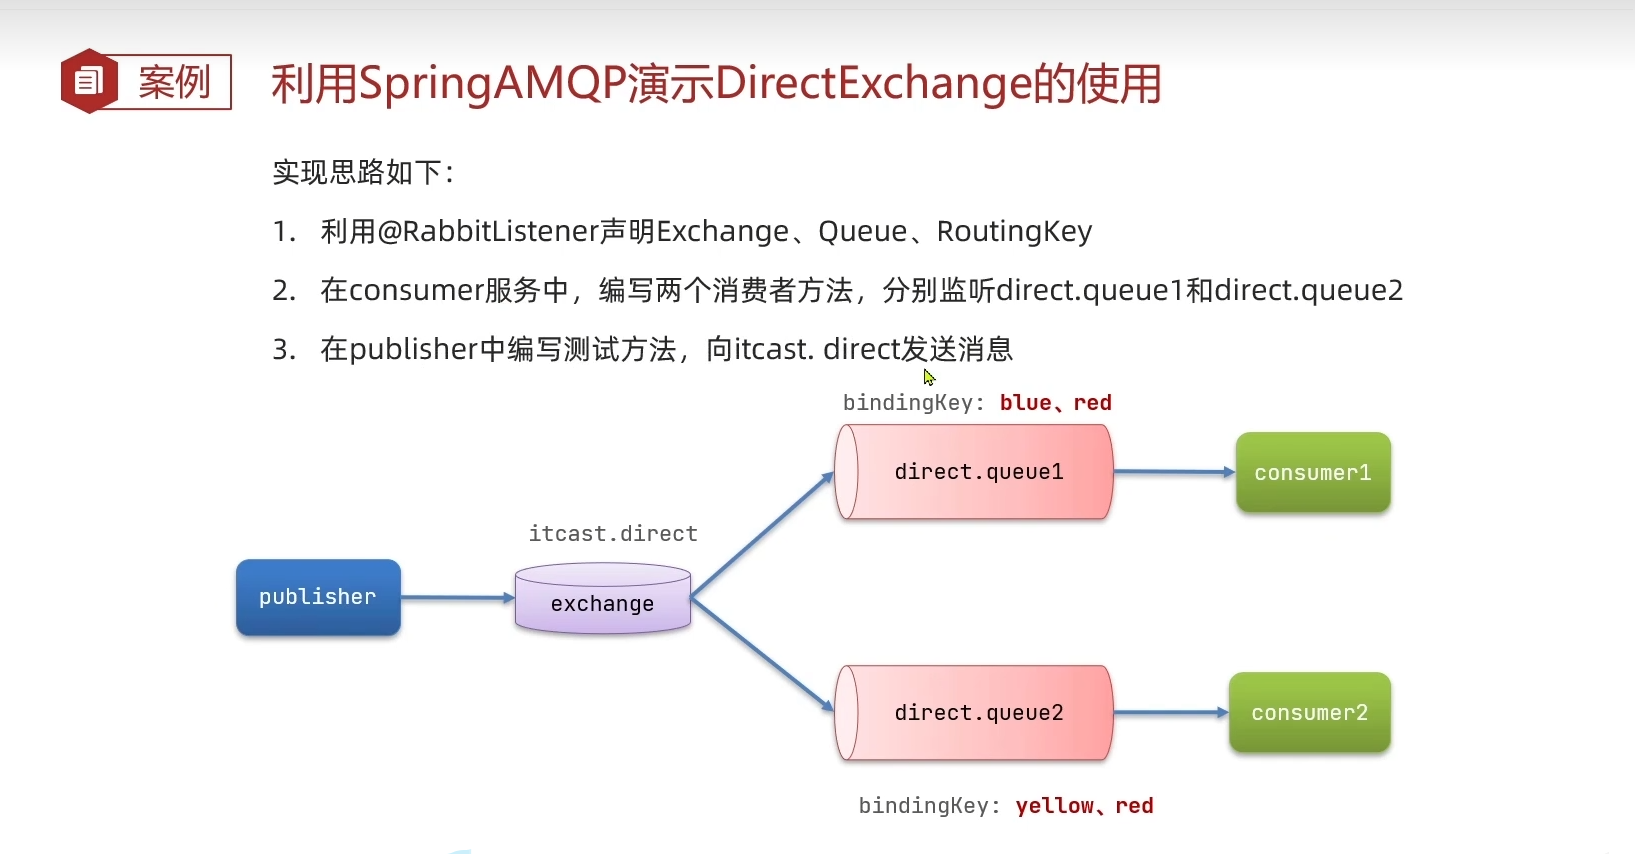 案例
利用SpringAMQP演示DirectExchange的使用
实现思路如下：
1. 利用@RabbitListener声明Exchange、Queue、RoutingKey
2. 在consumer服务中，编写两个消费者方法，分别监听direct.queue1和direct.queue2
3. 在publisher中编写测试方法，向itcast. direct发送消息
bindingKey: blue、red
direct.queue1
consumer1
itcast.direct
publisher
exchange
direct.queue2
consumer2
bindingKey: yellow、red